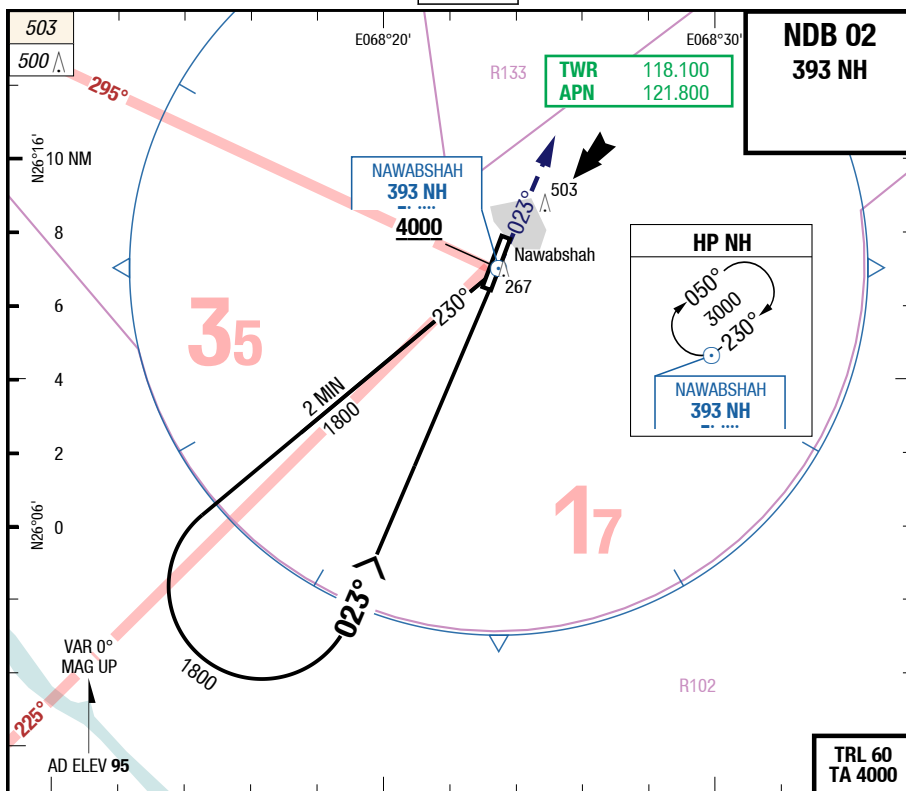 503
500
E068°20'
E068°30'
NDB 02
393 NH
R133
TWR 118.100
APN 121.800
295°
N26°16'
10 NM
NAWABSHAH
393 NH
4000
023°
503
8
Nawabshah
267
6
230°
35
HP NH
050°
3000
230°
NAWABSHAH
393 NH
4
2 MIN
1800
2
N26°06'
0
17
023°
VAR 0°
MAG UP
1800
R102
225°
AD ELEV 95
TRL 60
TA 4000